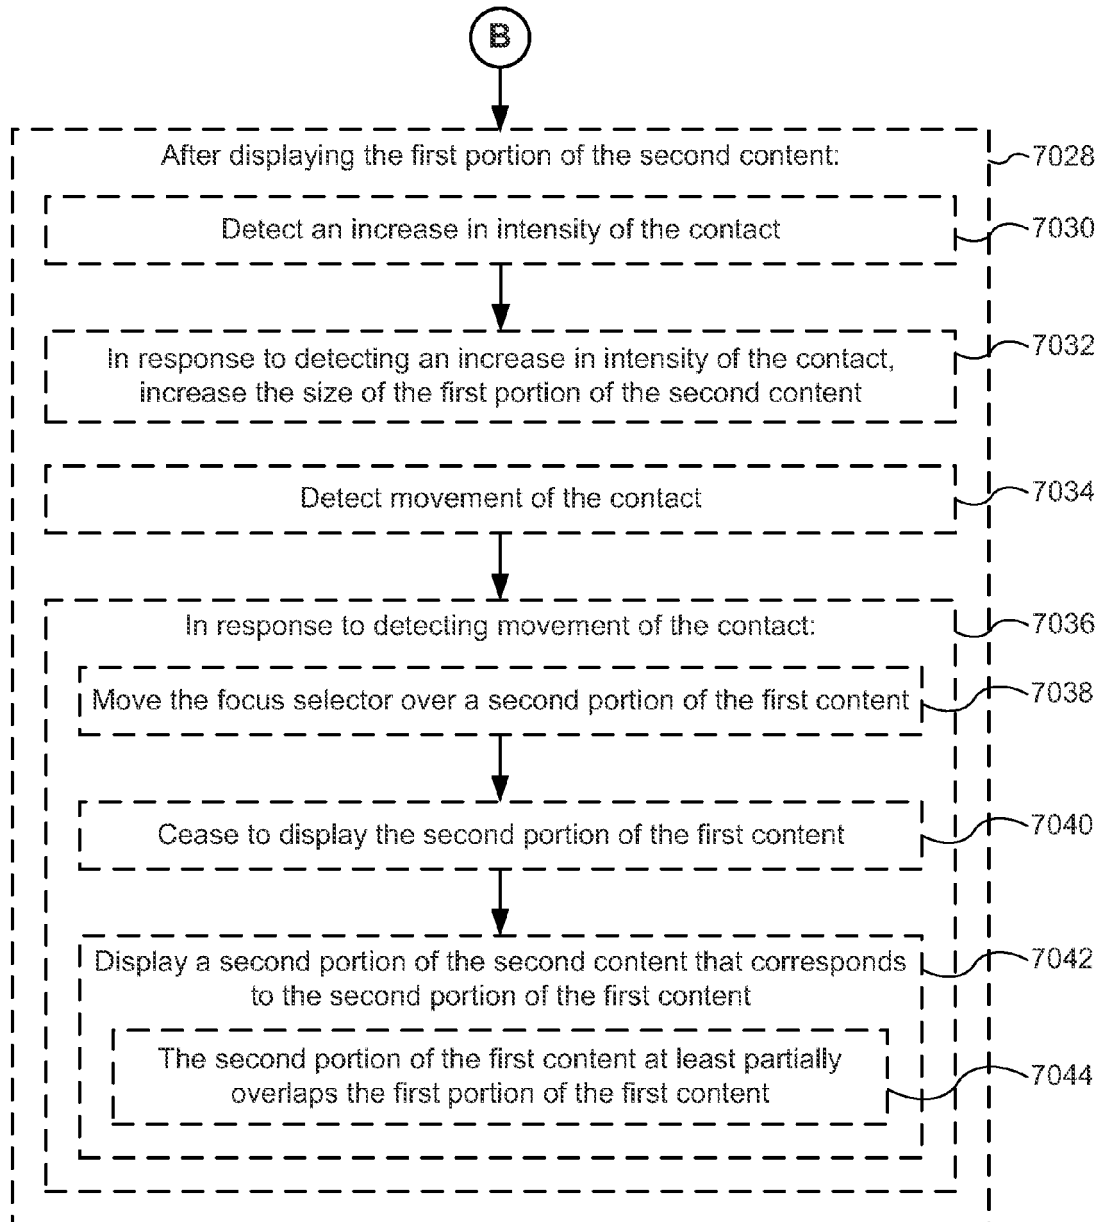 B
After displaying the first portion of the second content:
7028
Detect an increase in intensity of the contact
7030
In response to detecting an increase in intensity of the contact,
increase the size of the first portion of the second content
7032
Detect movement of the contact
7034
In response to detecting movement of the contact:
7036
Move the focus selector over a second portion of the first content
7038
Cease to display the second portion of the first content
7040
Display a second portion of the second content that corresponds
to the second portion of the first content
7042
The second portion of the first content at least partially
overlaps the first portion of the first content
7044